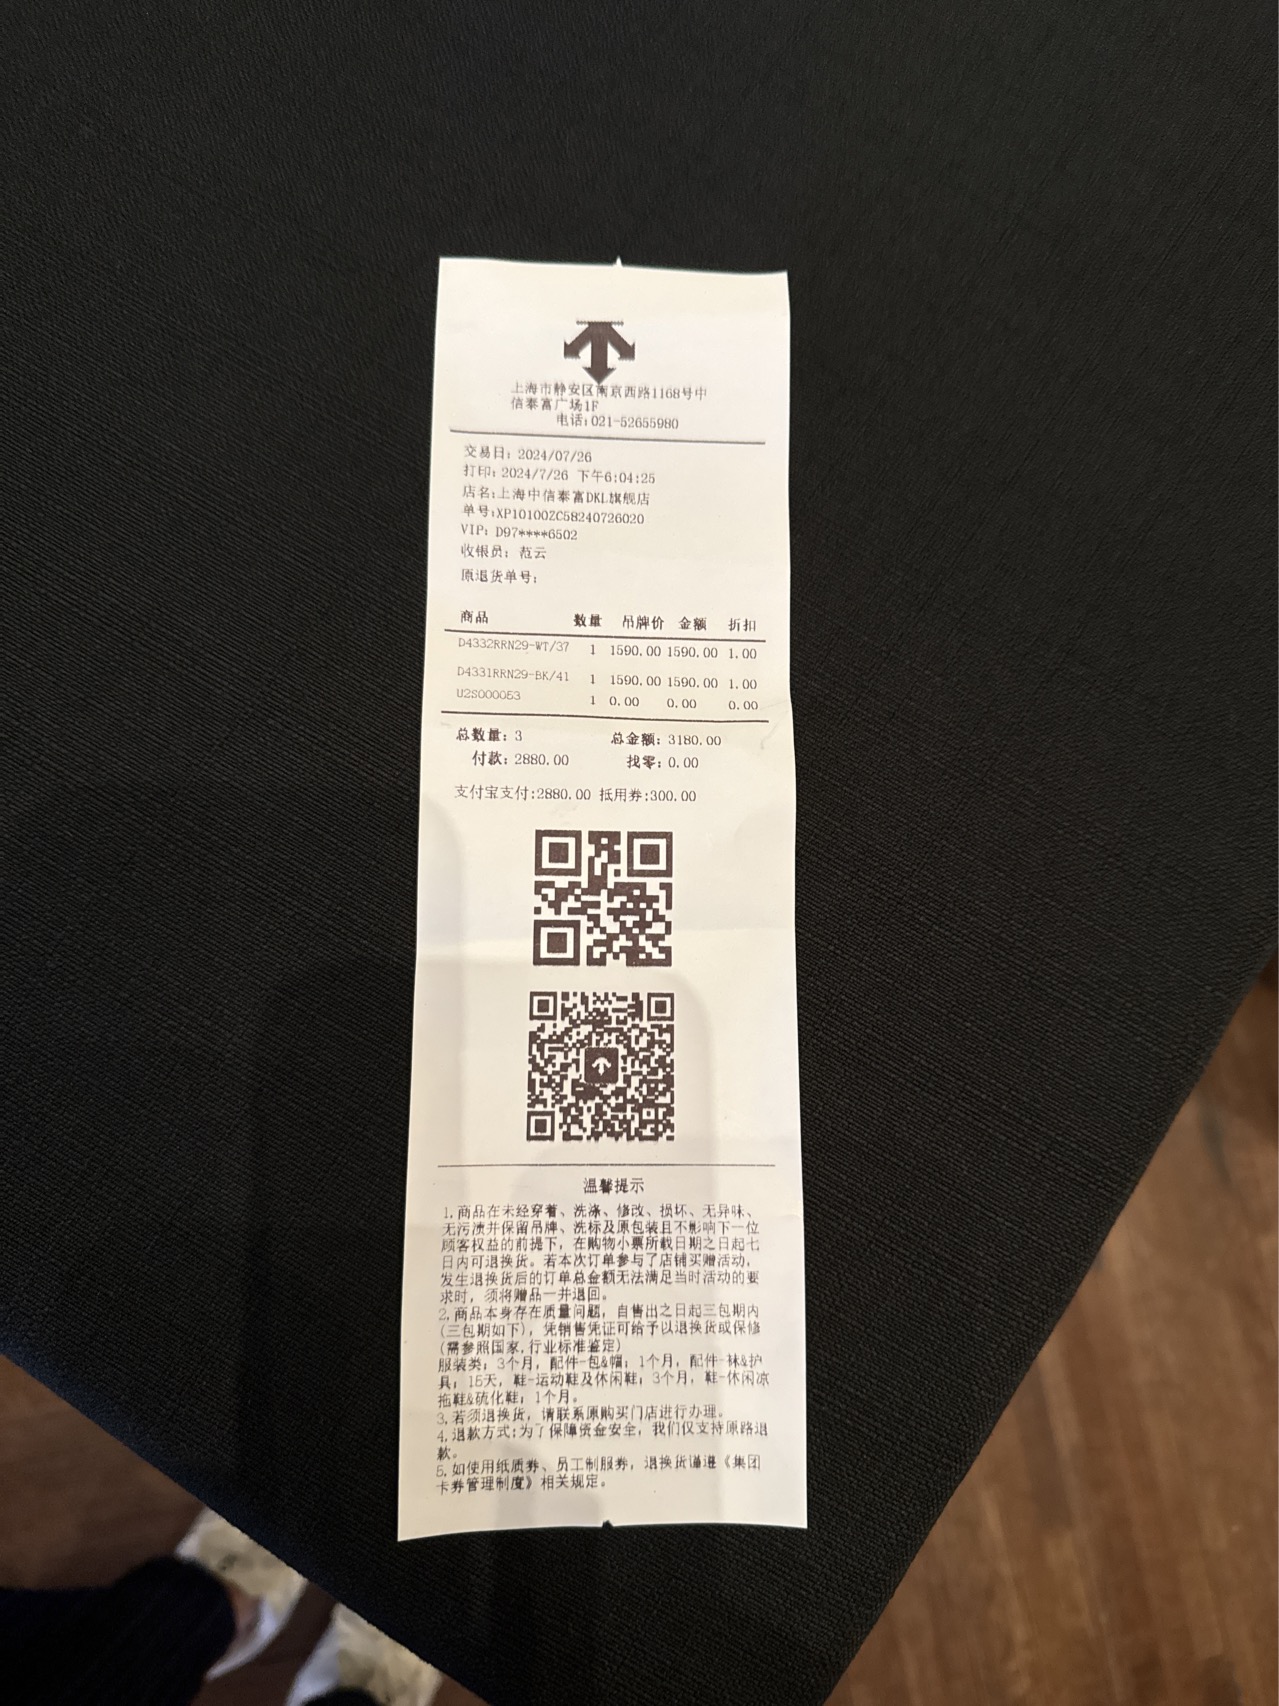 上海市静安区南京西路1168号中
信泰富广场1F
电话:021-52655980
交易日: 2024/07/26
打印: 2024/7/26 下午6:04:25
店名:上海中信泰富DKL旗舰店
单号:XP10100ZC58240726020
VIP: D97****6502
收银员: 范云
原退货单号:
商品 数量 吊牌价 金额 折扣
D4332RRN29-WT/37 1 1590.00 1590.00 1.00
D4331RRN29-BK/41 1 1590.00 1590.00 1.00
U2S000053 1 0.00 0.00 0.00
总数量: 3 总金额: 3180.00
付款: 2880.00 找零: 0.00
支付宝支付:2880.00 抵用券:300.00
温馨提示
1.商品在未经穿着、洗涤、修改、损坏、无异味、
无污渍并保留吊牌、洗标及原包装且不影响下一位
顾客权益的前提下，在购物小票所载日期之日起七
日内可退换货。若本次订单参与了店铺买赠活动，
发生退换货后的订单总金额无法满足当时活动的要
求时，须将赠品一并退回。
2.商品本身存在质量问题，自售出之日起三包期内
(三包期如下)，凭销售凭证可给予以退换货或保修
(需参照国家,行业标准鉴定)
服装类: 3个月，配件-包&帽: 1个月，配件-袜&护
具: 15天，鞋-运动鞋及休闲鞋: 3个月，鞋-休闲凉
拖鞋&硫化鞋: 1个月。
3.若须退换货，请联系原购买门店进行办理。
4.退款方式:为了保障资金安全，我们仅支持原路退
款。
5.如使用纸质券、员工制服券，退换货谨遵《集团
卡券管理制度》相关规定。